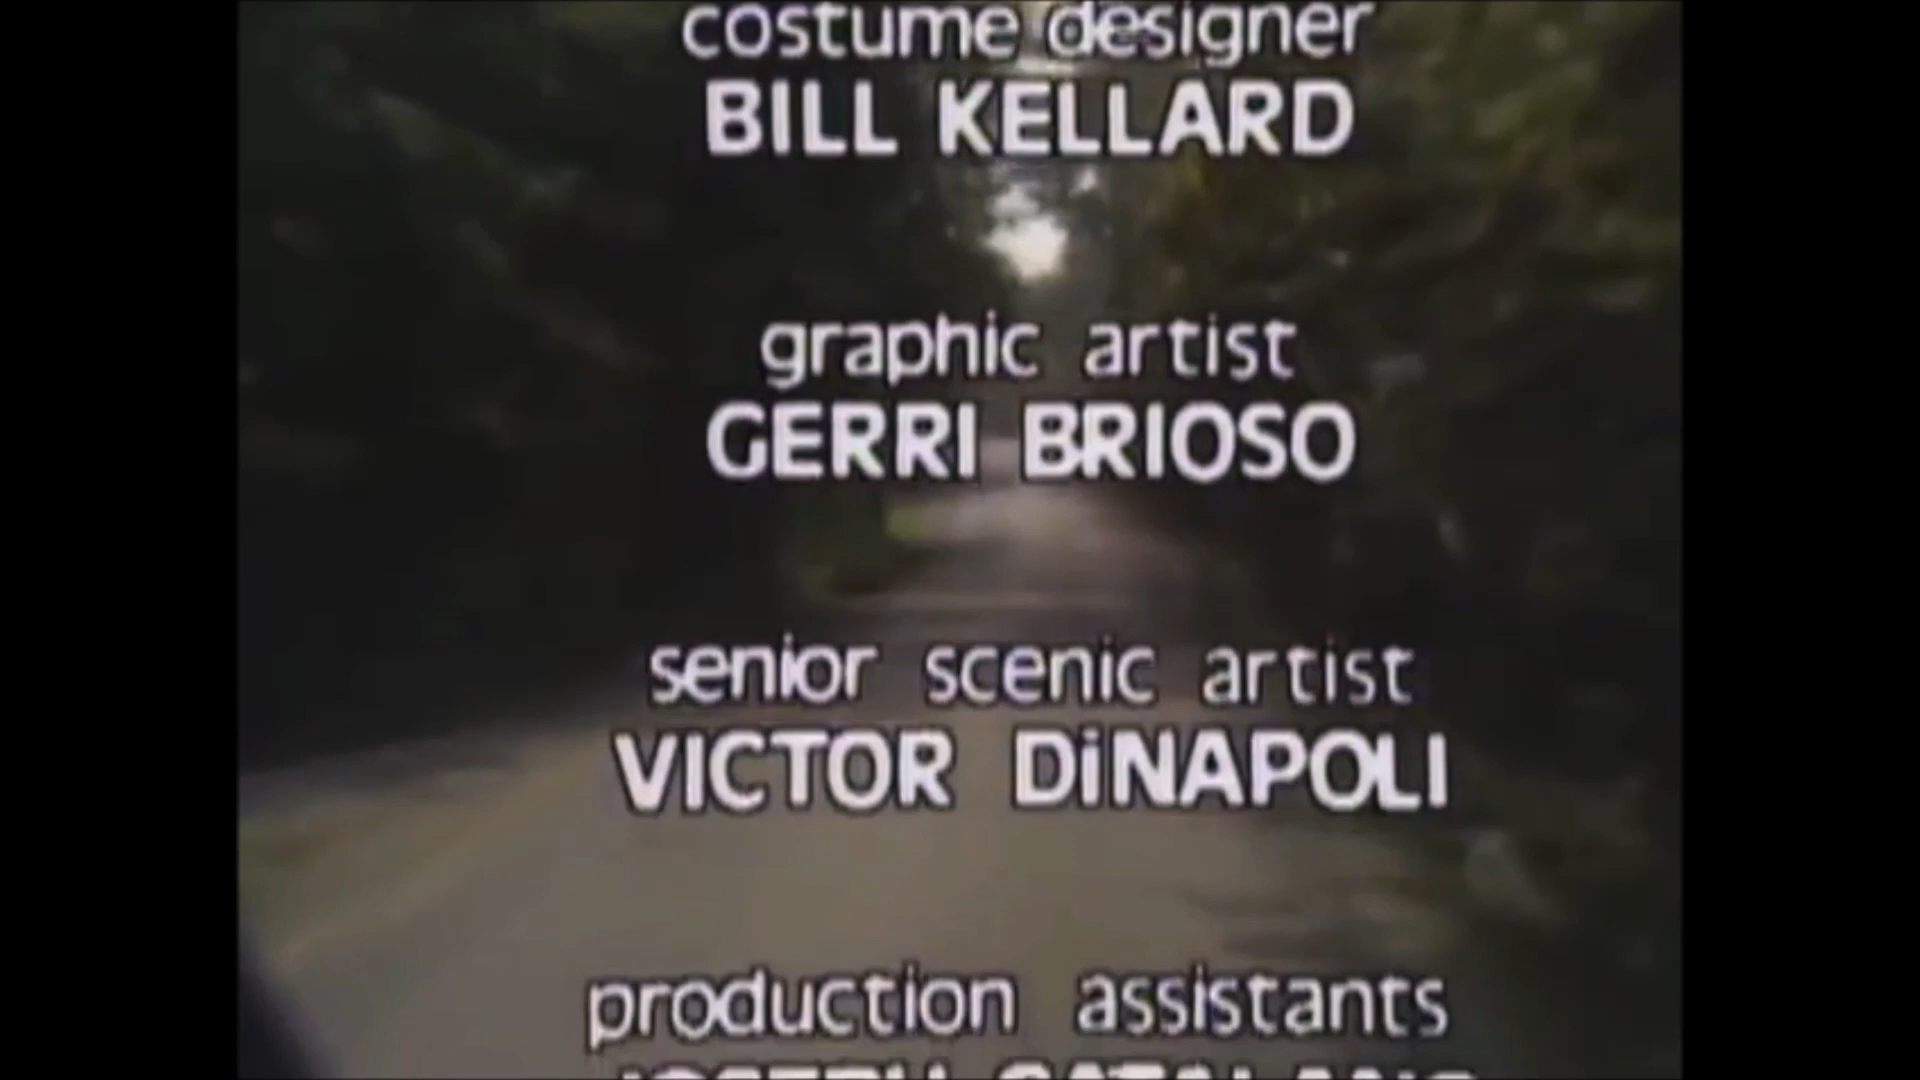 costume designer
BILL KELLARD
graphic artist
GERRI BRIOSO
senior scenic artist
VICTOR DiNAPOLI
production assistants